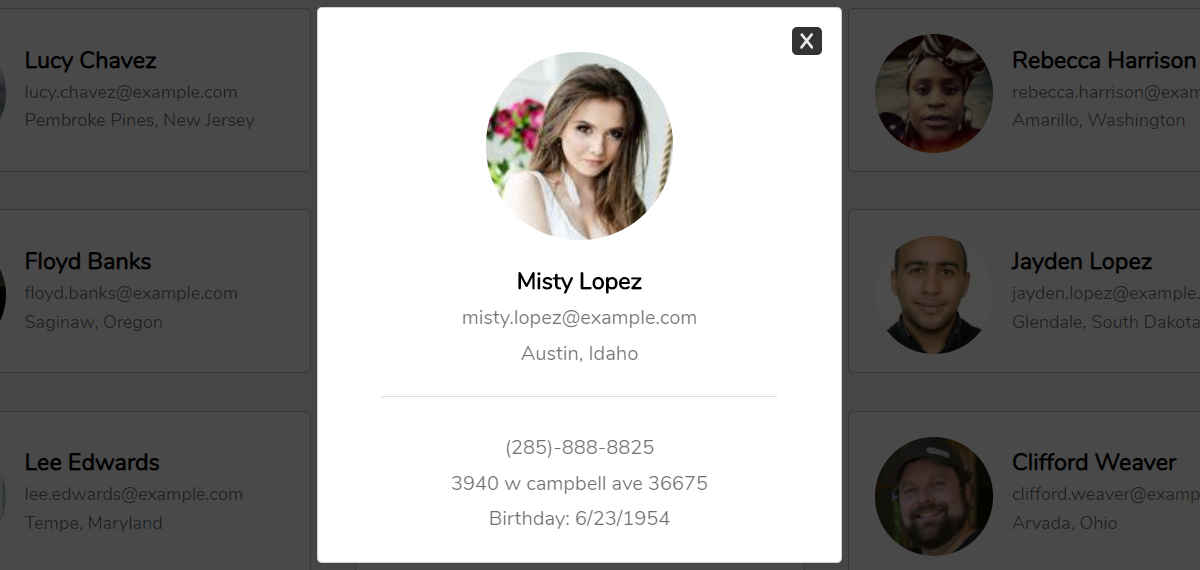 Lucy Chavez
lucy.chavez@example.com
Pembroke Pines, New Jersey
Floyd Banks
floyd.banks@example.com
Saginaw, Oregon
Lee Edwards
lee.edwards@example.com
Tempe, Maryland
X
Misty Lopez
misty.lopez@example.com
Austin, Idaho
(285)-888-8825
3940 w campbell ave 36675
Birthday: 6/23/1954
Rebecca Harrison
rebecca.harrison@exam
Amarillo, Washington
Jayden Lopez
jayden.lopez@example.
Glendale, South Dakota
Clifford Weaver
clifford.weaver@examp
Arvada, Ohio